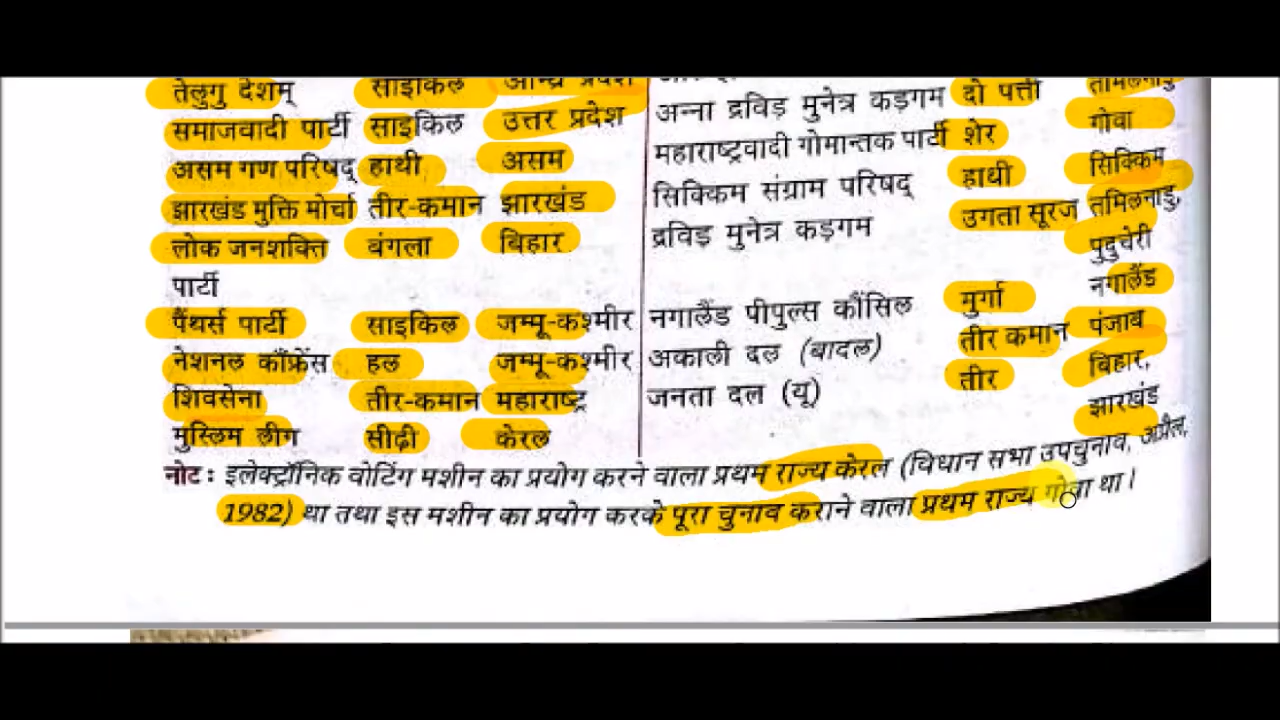 तेलुगु देशम् साइकिल आन्ध्र प्रदेश
समाजवादी पार्टी साइकिल उत्तर प्रदेश
असम गण परिषद् हाथी असम
झारखंड मुक्ति मोर्चा तीर-कमान झारखंड
लोक जनशक्ति बंगला बिहार
पार्टी
पैंथर्स पार्टी साइकिल जम्मू-कश्मीर
नेशनल कॉंफ्रेंस हल जम्मू-कश्मीर
शिवसेना तीर-कमान महाराष्ट्र
मुस्लिम लीग सीढ़ी केरल
अन्ना द्रविड़ मुनेत्र कड़गम दो पत्ती तमिलनाडु
महाराष्ट्रवादी गोमान्तक पार्टी शेर गोवा
सिक्किम संग्राम परिषद् हाथी सिक्किम
द्रविड़ मुनेत्र कड़गम उगता सूरज तमिलनाडु,
पुदुचेरी
नगालैंड पीपुल्स कौंसिल मुर्गा नगालैंड
अकाली दल (बादल) तीर कमान पंजाब
जनता दल (यू) तीर बिहार,
झारखंड
नोट : इलेक्ट्रॉनिक वोटिंग मशीन का प्रयोग करने वाला प्रथम राज्य केरल (विधान सभा उपचुनाव, अप्रैल,
1982) था तथा इस मशीन का प्रयोग करके पूरा चुनाव कराने वाला प्रथम राज्य गोवा था।